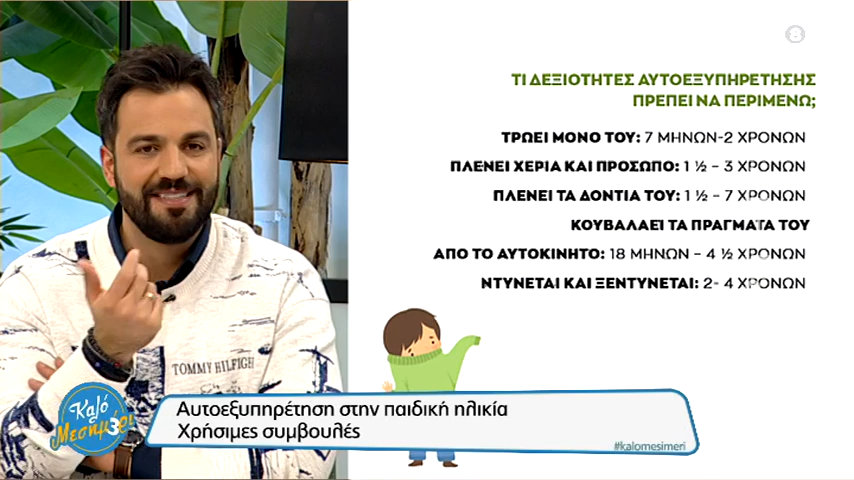 8
ΤΙ ΔΕΞΙΟΤΗΤΕΣ ΑΥΤΟΕΞΥΠΗΡΕΤΗΣΗΣ
ΠΡΕΠΕΙ ΝΑ ΠΕΡΙΜΕΝΩ;
ΤΡΩΕΙ ΜΟΝΟ ΤΟΥ: 7 ΜΗΝΩΝ-2 ΧΡΟΝΩΝ
ΠΛΕΝΕΙ ΧΕΡΙΑ ΚΑΙ ΠΡΟΣΩΠΟ: 1 ½ – 3 ΧΡΟΝΩΝ
ΠΛΕΝΕΙ ΤΑ ΔΟΝΤΙΑ ΤΟΥ: 1 ½ – 7 ΧΡΟΝΩΝ
ΚΟΥΒΑΛΑΕΙ ΤΑ ΠΡΑΓΜΑΤΑ ΤΟΥ
ΑΠΟ ΤΟ ΑΥΤΟΚΙΝΗΤΟ: 18 ΜΗΝΩΝ – 4 ½ ΧΡΟΝΩΝ
ΝΤΥΝΕΤΑΙ ΚΑΙ ΞΕΝΤΥΝΕΤΑΙ: 2- 4 ΧΡΟΝΩΝ
TOMMY HILFIGH
Καλό
Μεσημέρι
3
Αυτοεξυπηρέτηση στην παιδική ηλικία
Χρήσιμες συμβουλές
#kalomesimeri